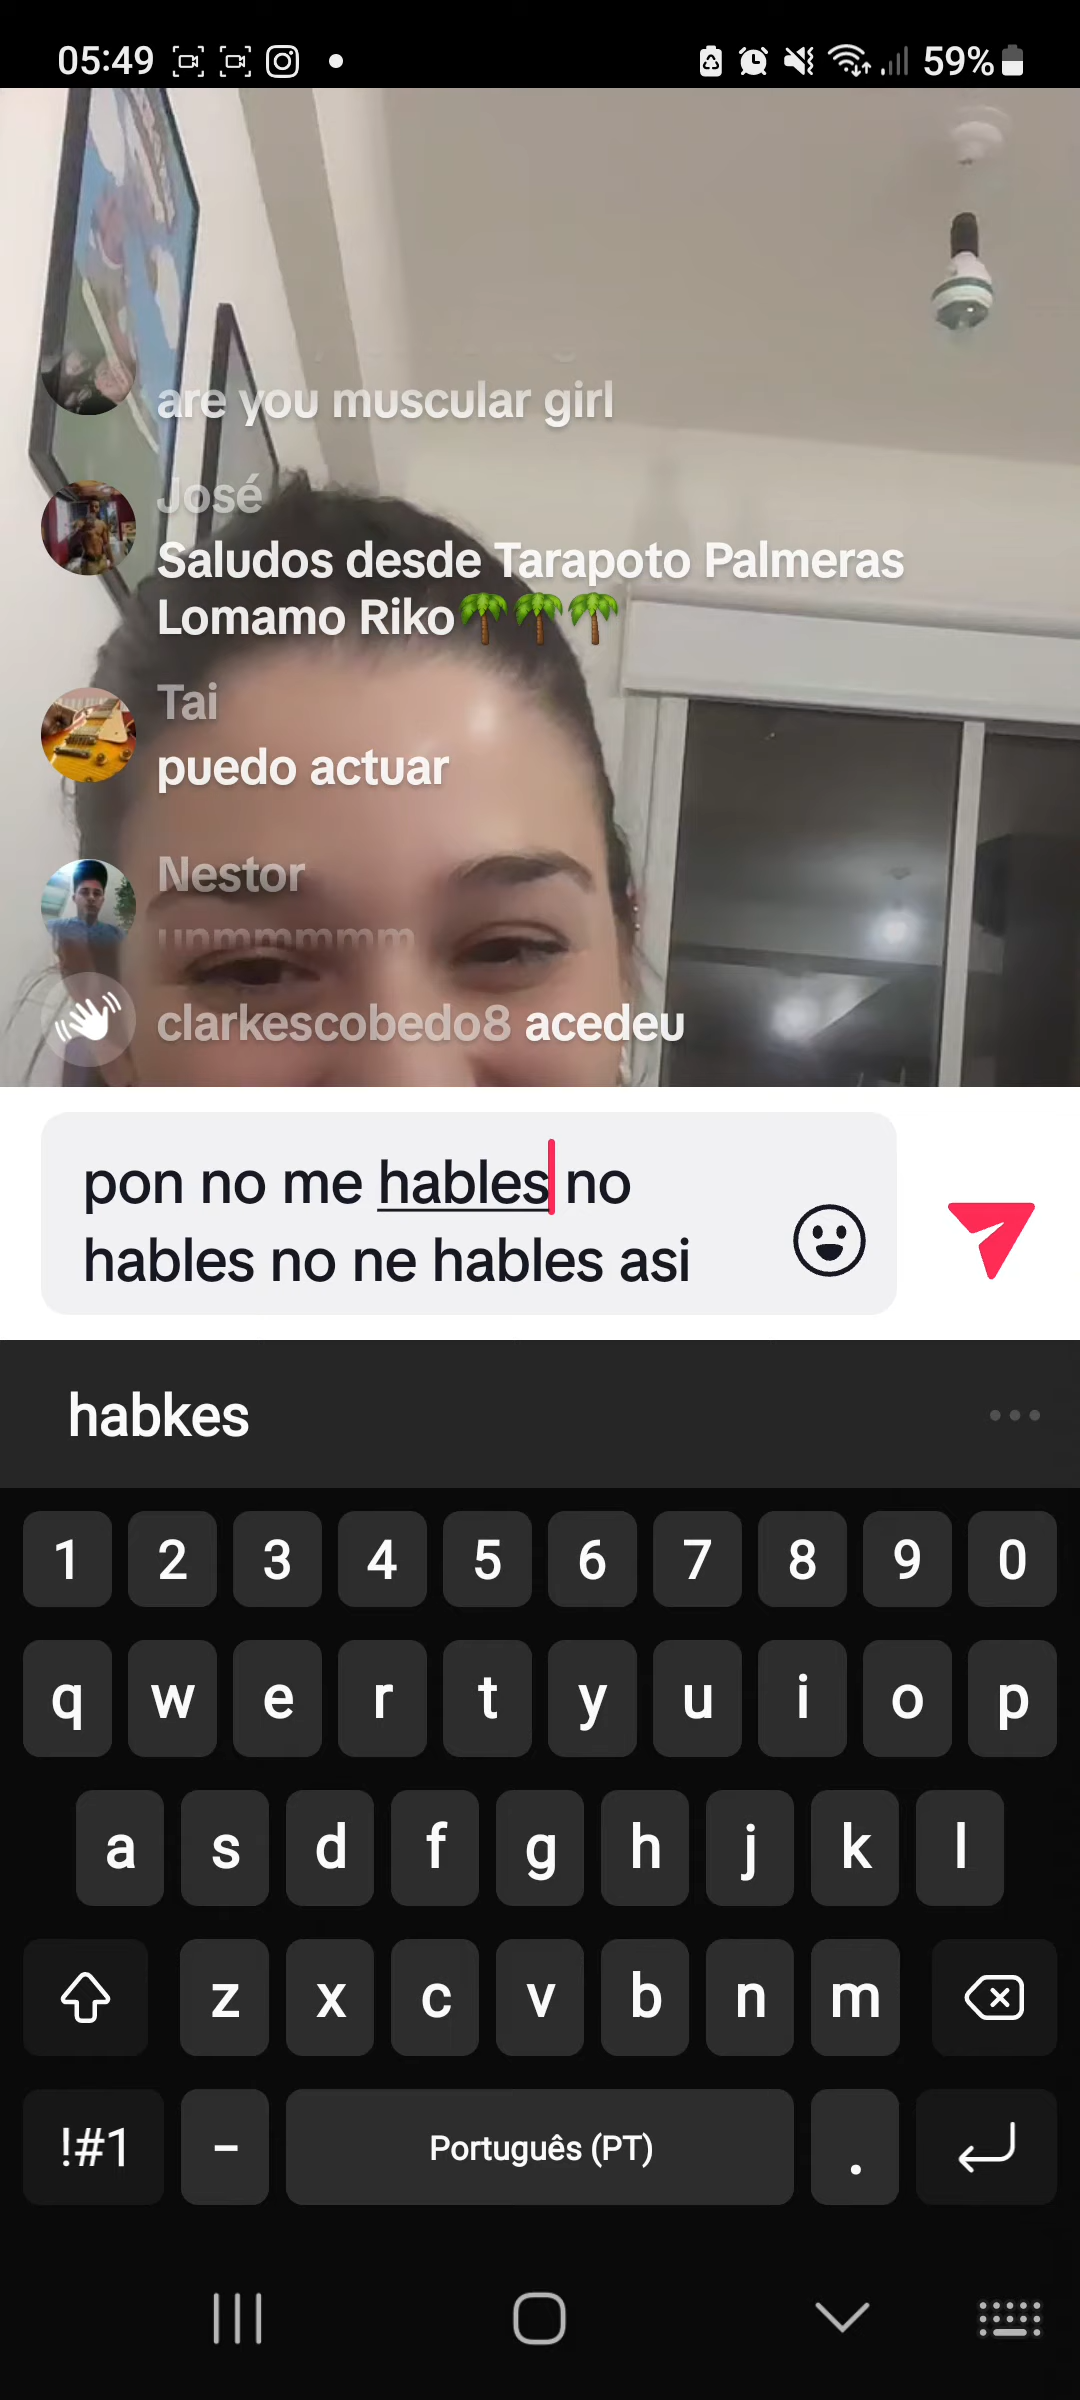 05:49
59%
are you muscular girl
José
Saludos desde Tarapoto Palmeras
Lomamo Riko🌴🌴🌴
Tai
puedo actuar
Nestor
unmmmmm
clarkescobedo8 acedeu
pon no me hables no
hables no ne hables asi
habkes
1 2 3 4 5 6 7 8 9 0
q w e r t y u i o p
a s d f g h j k l
z x c v b n m
!#1 - Português (PT) .